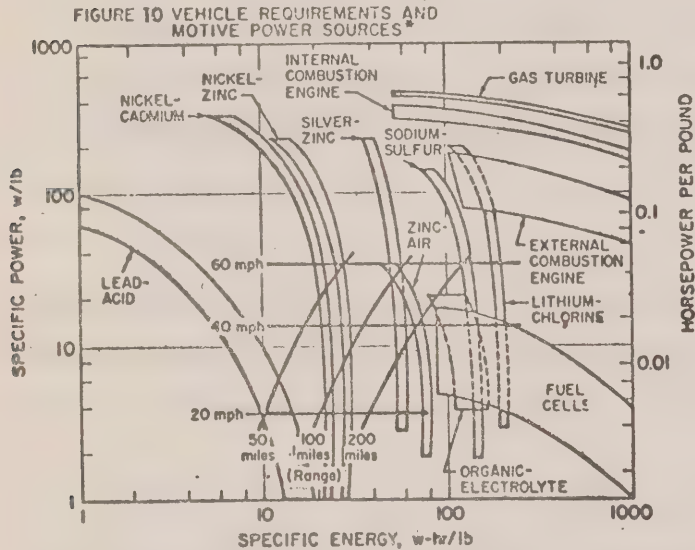 FIGURE 10 VEHICLE REQUIREMENTS AND
MOTIVE POWER SOURCES*
1000
100
10
1
SPECIFIC POWER, w/lb
1.0
0.1
0.01
HORSEPOWER PER POUND
1
10
100
1000
SPECIFIC ENERGY, w-hr/lb
NICKEL-
CADMIUM
NICKEL-
ZINC
INTERNAL
COMBUSTION
ENGINE
GAS TURBINE
SILVER-
ZINC
SODIUM-
SULFUR
ZINC-
AIR
EXTERNAL
COMBUSTION
ENGINE
LITHIUM-
CHLORINE
LEAD-
ACID
60 mph
40 mph
20 mph
50
miles
100
miles
200
miles
(Range)
FUEL
CELLS
ORGANIC-
ELECTROLYTE